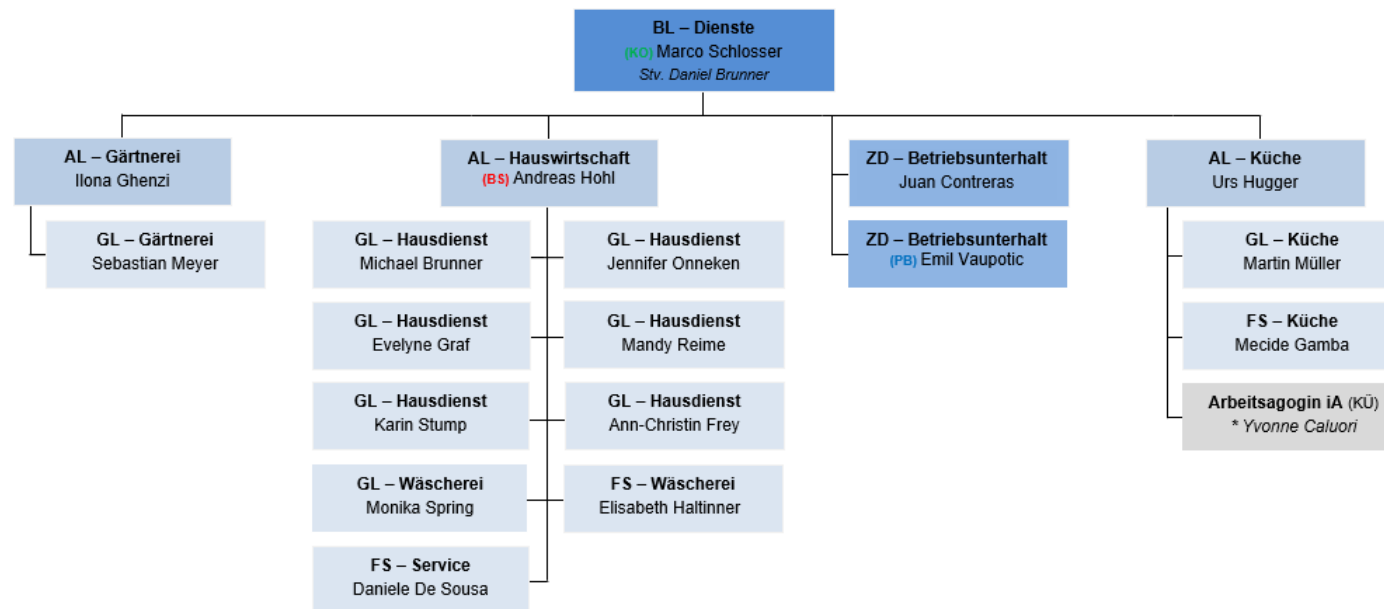 BL – Dienste
(KO) Marco Schlosser
Stv. Daniel Brunner
AL – Gärtnerei
Ilona Ghenzi
GL – Gärtnerei
Sebastian Meyer
AL – Hauswirtschaft
(BS) Andreas Hohl
GL – Hausdienst
Michael Brunner
GL – Hausdienst
Jennifer Onneken
GL – Hausdienst
Evelyne Graf
GL – Hausdienst
Mandy Reime
GL – Hausdienst
Karin Stump
GL – Hausdienst
Ann-Christin Frey
GL – Wäscherei
Monika Spring
FS – Wäscherei
Elisabeth Haltinner
FS – Service
Daniele De Sousa
ZD – Betriebsunterhalt
Juan Contreras
ZD – Betriebsunterhalt
(PB) Emil Vaupotic
AL – Küche
Urs Hugger
GL – Küche
Martin Müller
FS – Küche
Mecide Gamba
Arbeitsagogin iA (KÜ)
* Yvonne Caluori